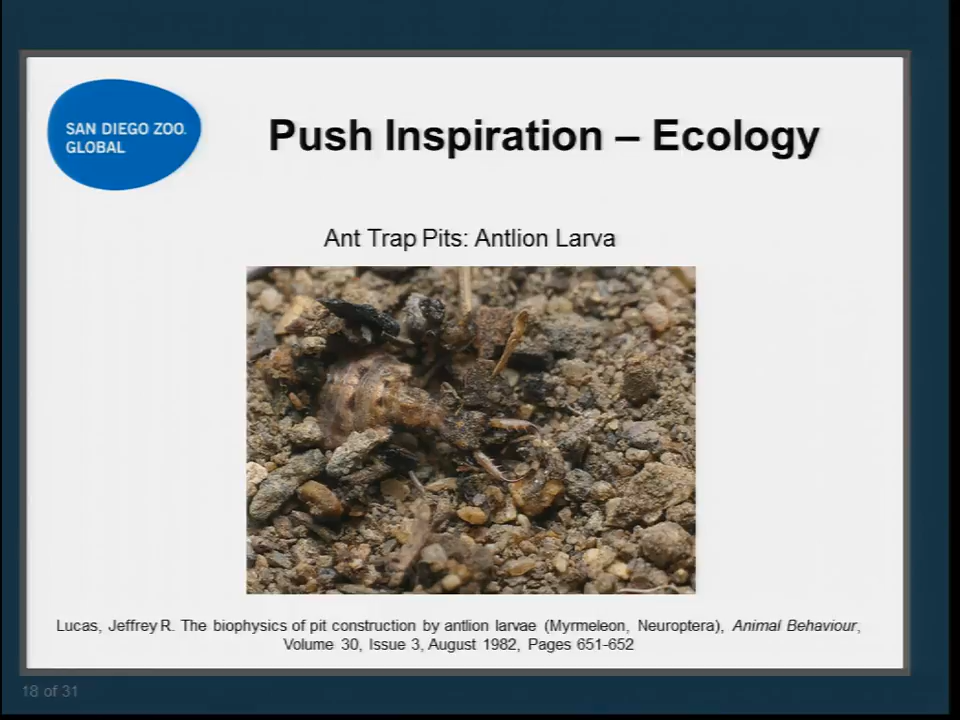 SAN DIEGO ZOO.
GLOBAL
Push Inspiration – Ecology
Ant Trap Pits: Antlion Larva
Lucas, Jeffrey R. The biophysics of pit construction by antlion larvae (Myrmeleon, Neuroptera), Animal Behaviour,
Volume 30, Issue 3, August 1982, Pages 651-652
18 of 31